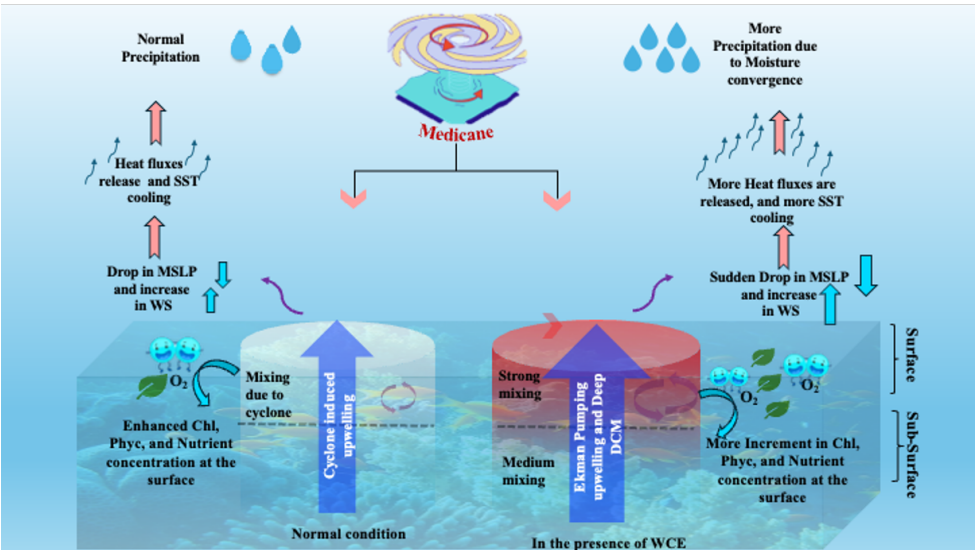 Normal
Precipitation
Heat fluxes
release and SST
cooling
Drop in MSLP
and increase
in WS
Medicane
More
Precipitation due
to Moisture
convergence
More Heat fluxes are
released, and more SST
cooling
Sudden Drop in MSLP
and increase
in WS
O2
Enhanced Chl,
Phyc, and Nutrient
concentration at the
surface
Mixing
due to
cyclone
Cyclone induced
upwelling
Normal condition
Strong
mixing
Medium
mixing
Ekman Pumping
upwelling and Deep
DCM
In the presence of WCE
O2
O2
More Increment in Chl,
Phyc, and Nutrient
concentration at the
surface
Surface
Sub-Surface